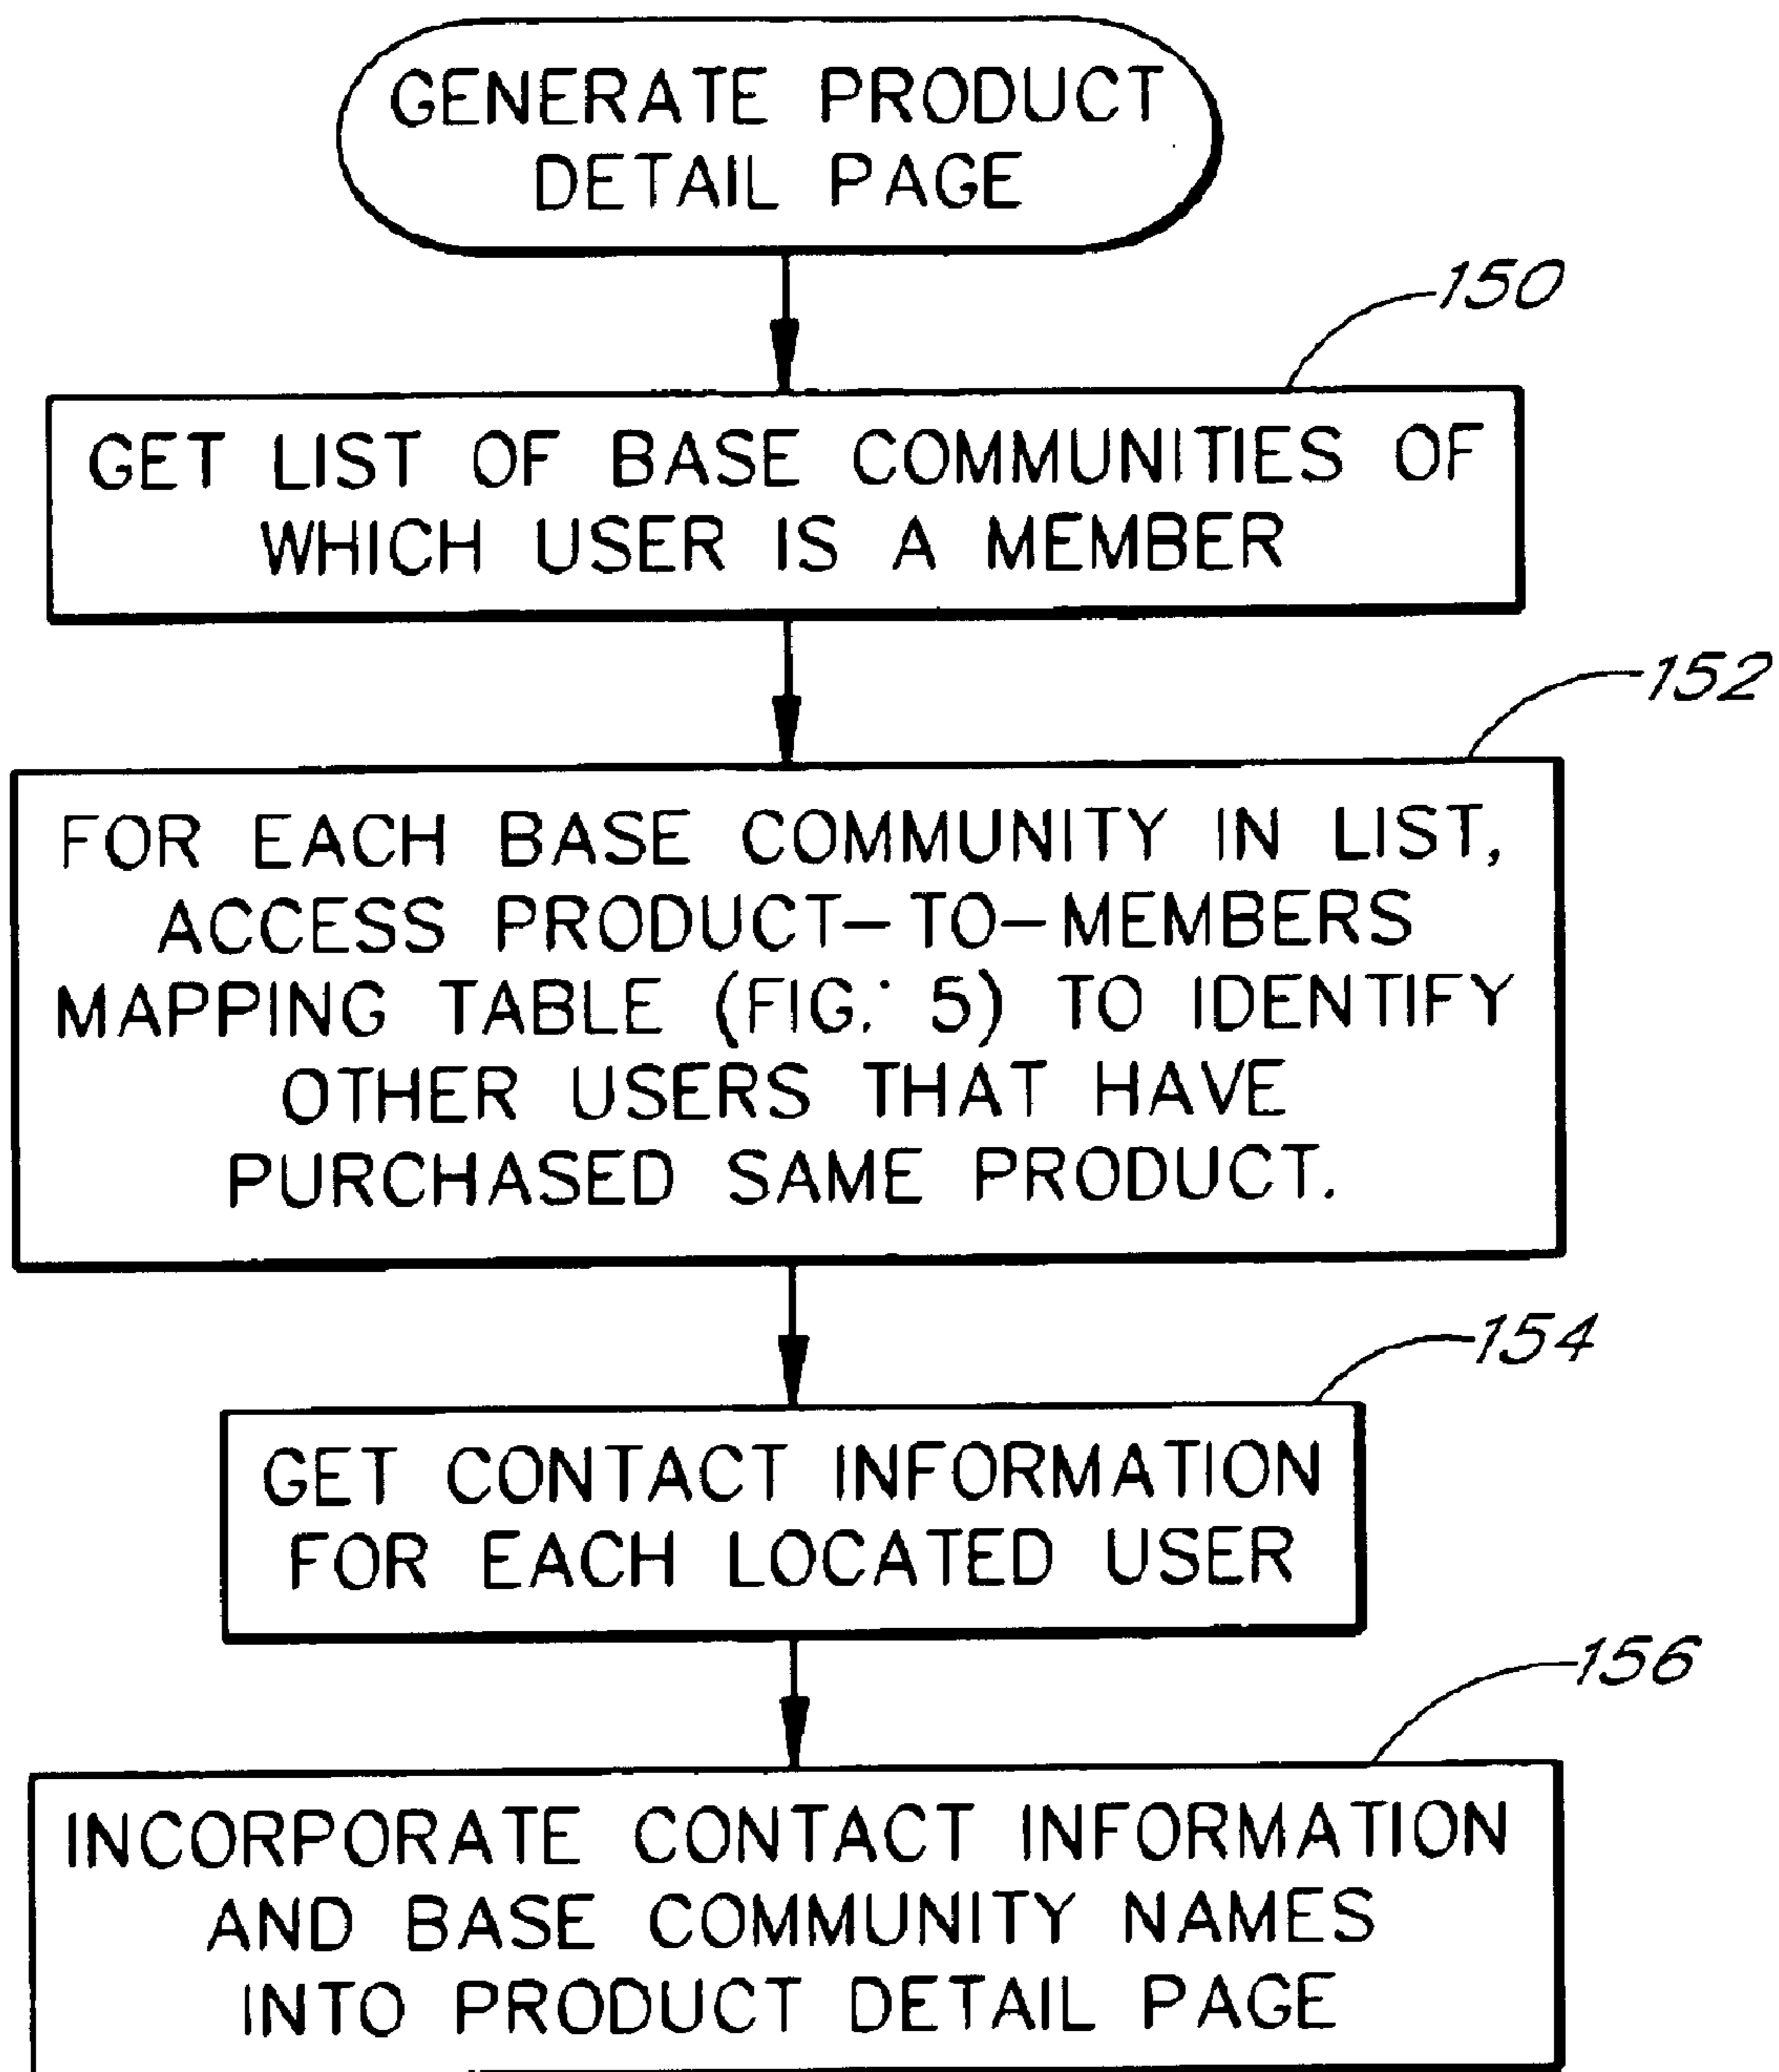 GENERATE PRODUCT
DETAIL PAGE
150
GET LIST OF BASE COMMUNITIES OF
WHICH USER IS A MEMBER
152
FOR EACH BASE COMMUNITY IN LIST,
ACCESS PRODUCT-TO-MEMBERS
MAPPING TABLE (FIG. 5) TO IDENTIFY
OTHER USERS THAT HAVE
PURCHASED SAME PRODUCT.
154
GET CONTACT INFORMATION
FOR EACH LOCATED USER
156
INCORPORATE CONTACT INFORMATION
AND BASE COMMUNITY NAMES
INTO PRODUCT DETAIL PAGE